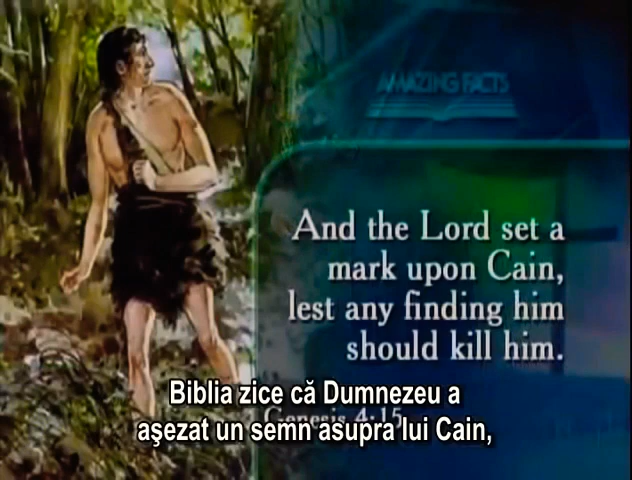 AMAZING FACTS
And the Lord set a
mark upon Cain,
lest any finding him
should kill him.
Genesis 4:15
Biblia zice că Dumnezeu a
aşezat un semn asupra lui Cain,